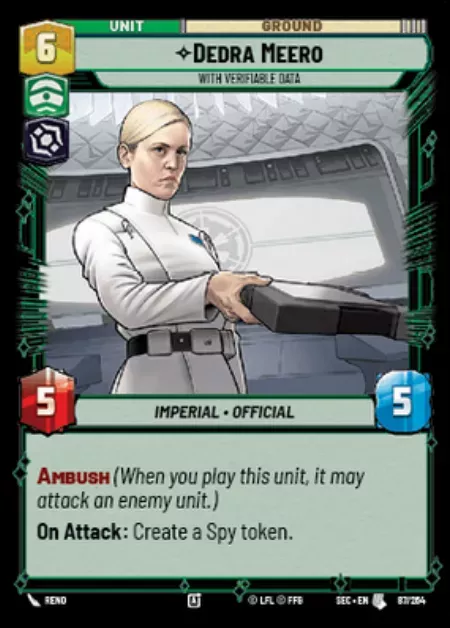 UNIT
GROUND
6
DEDRA MEERO
WITH VERIFIABLE DATA
5
IMPERIAL • OFFICIAL
5
AMBUSH (When you play this unit, it may
attack an enemy unit.)
On Attack: Create a Spy token.
RENO
A
© LFL © FFG
SEC • EN